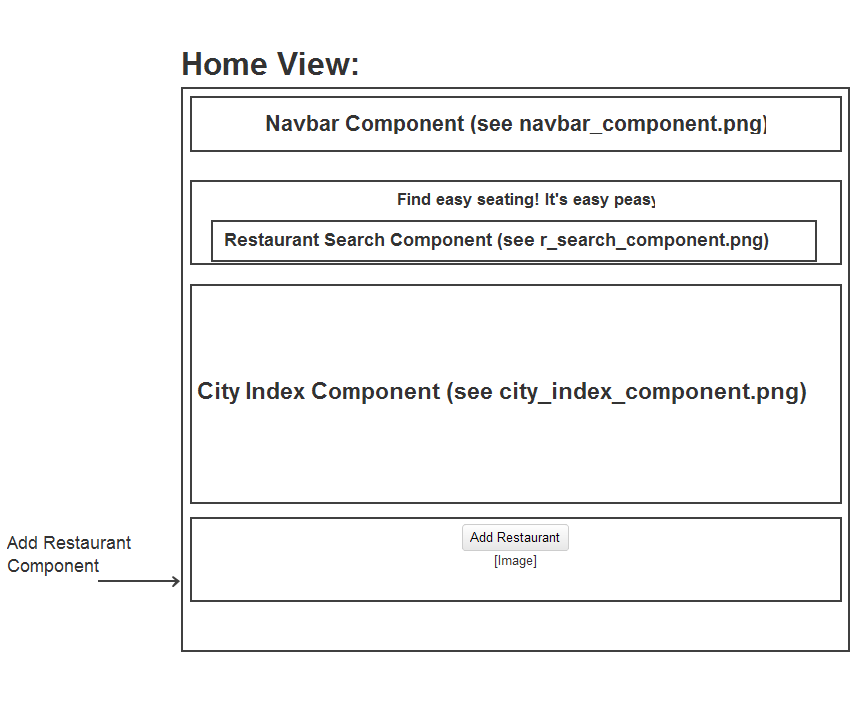 Home View:
Navbar Component (see navbar_component.png)
Find easy seating! It's easy peasy
Restaurant Search Component (see r_search_component.png)
City Index Component (see city_index_component.png)
Add Restaurant
[Image]
Add Restaurant
Component